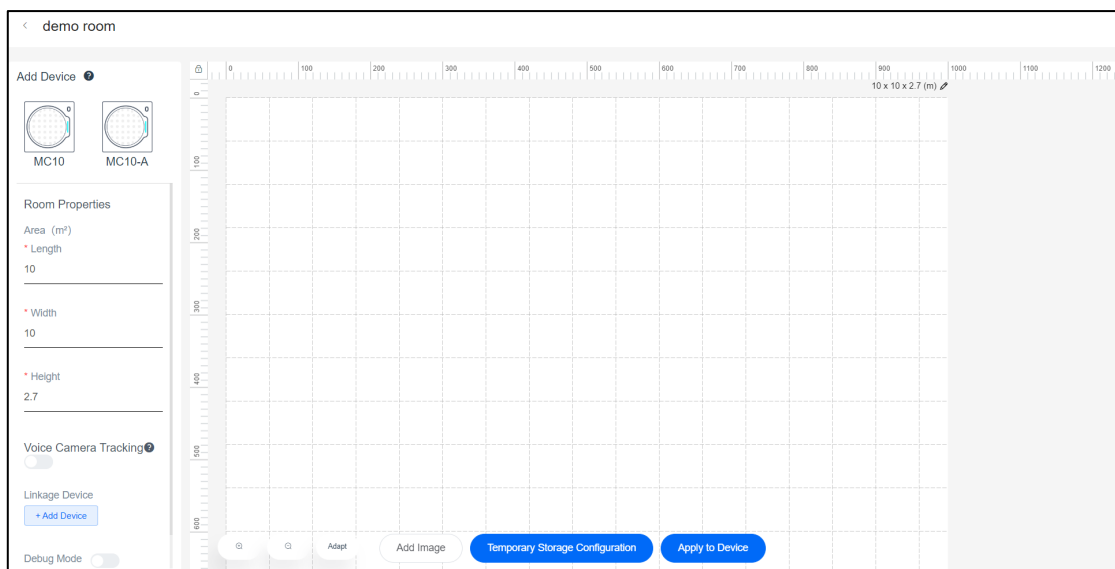 demo room
Add Device ?
MC10 MC10-A
Room Properties
Area (m²)
* Length
10
* Width
10
* Height
2.7
Voice Camera Tracking ?
Linkage Device
+ Add Device
Debug Mode
0 100 200 300 400 500 600 700 800 900 1000 1100 1200
10 x 10 x 2.7 (m)
0
100
200
300
400
500
600
Adapt Add Image Temporary Storage Configuration Apply to Device